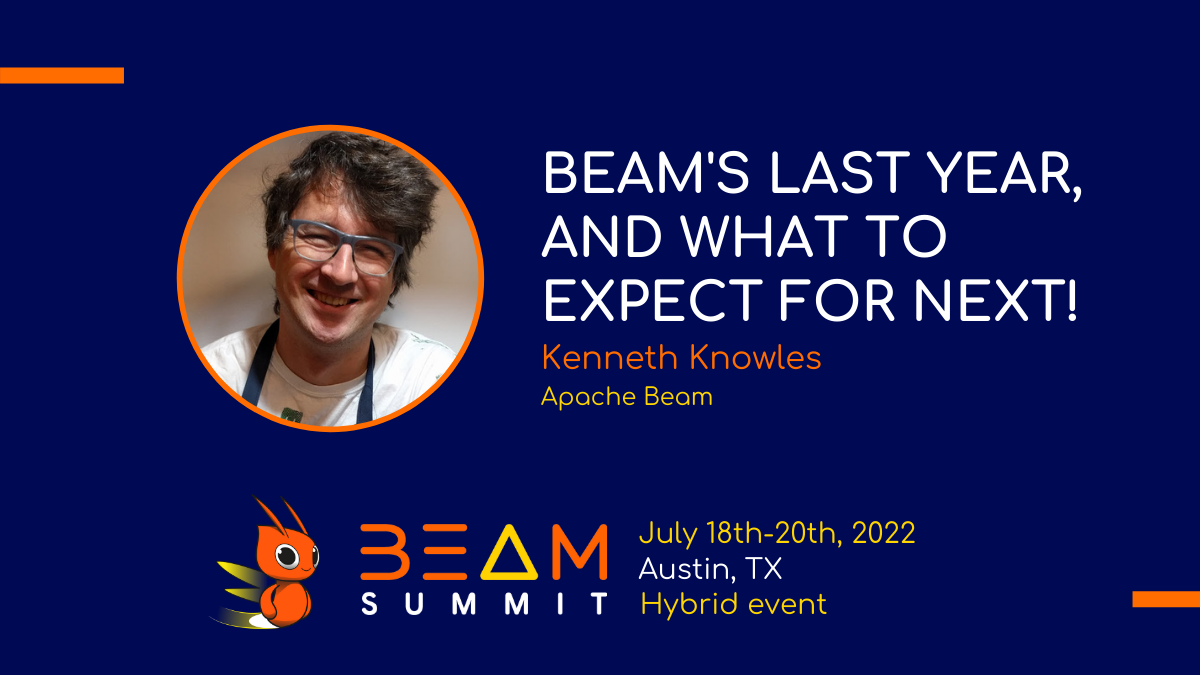 BEAM'S LAST YEAR,
AND WHAT TO
EXPECT FOR NEXT!
Kenneth Knowles
Apache Beam
BEAM
SUMMIT
July 18th-20th, 2022
Austin, TX
Hybrid event